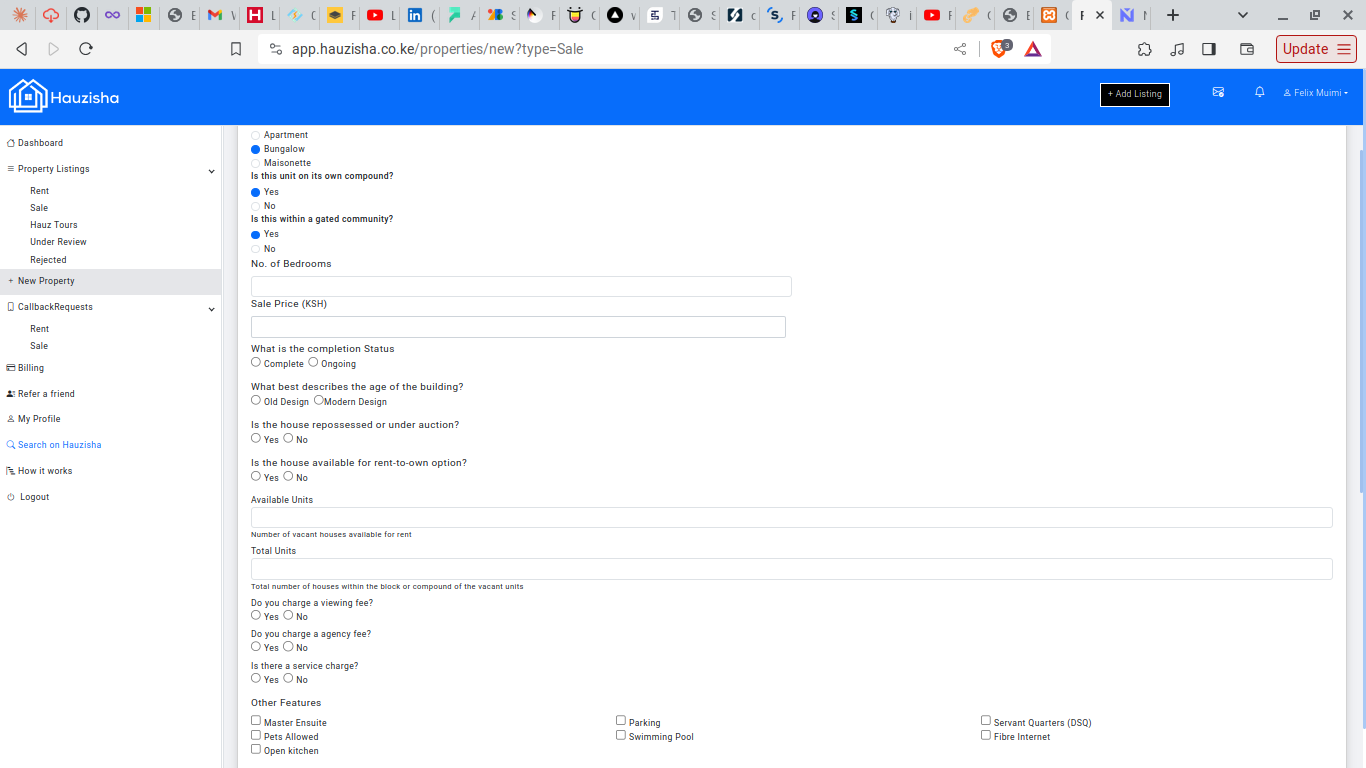 app.hauzisha.co.ke/properties/new?type=Sale
3
Update
Hauzisha
+ Add Listing
Felix Muimi
Dashboard
Property Listings
Rent
Sale
Hauz Tours
Under Review
Rejected
+ New Property
CallbackRequests
Rent
Sale
Billing
Refer a friend
My Profile
Search on Hauzisha
How it works
Logout
Apartment
Bungalow
Maisonette
Is this unit on its own compound?
Yes
No
Is this within a gated community?
Yes
No
No. of Bedrooms
Sale Price (KSH)
What is the completion Status
Complete Ongoing
What best describes the age of the building?
Old Design Modern Design
Is the house repossessed or under auction?
Yes No
Is the house available for rent-to-own option?
Yes No
Available Units
Number of vacant houses available for rent
Total Units
Total number of houses within the block or compound of the vacant units
Do you charge a viewing fee?
Yes No
Do you charge a agency fee?
Yes No
Is there a service charge?
Yes No
Other Features
Master Ensuite Parking Servant Quarters (DSQ)
Pets Allowed Swimming Pool Fibre Internet
Open kitchen